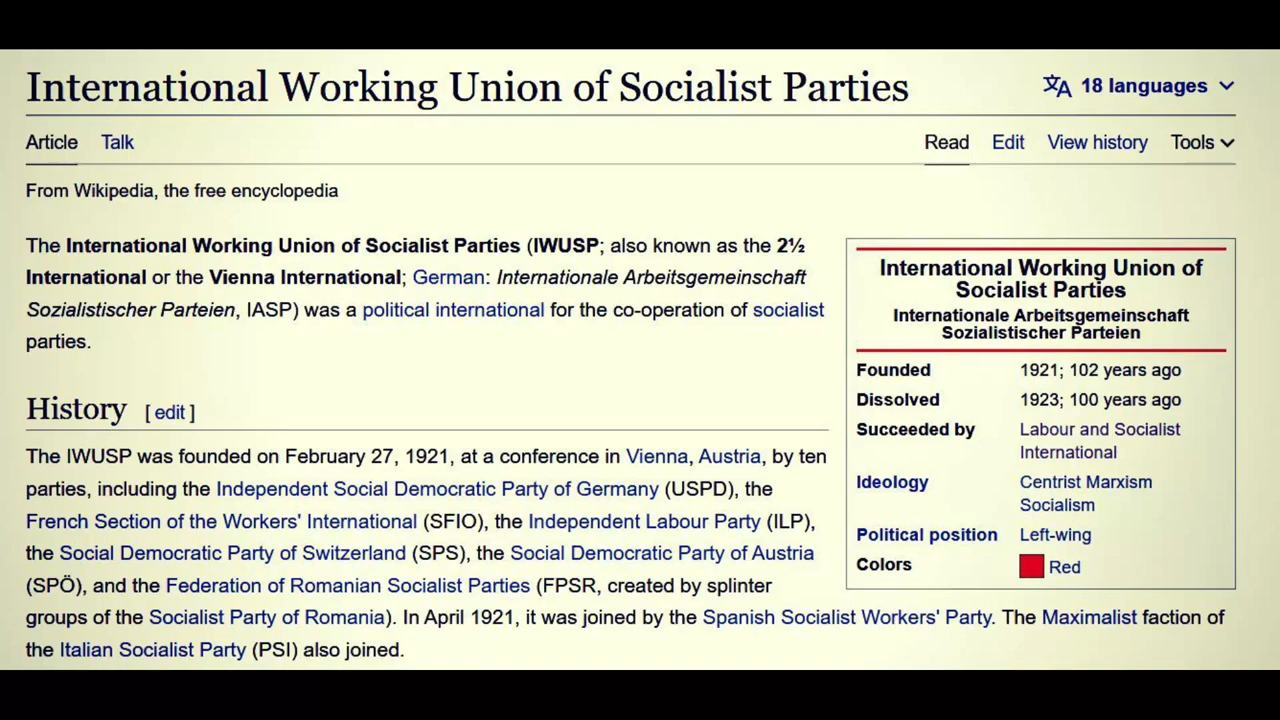 International Working Union of Socialist Parties
18 languages
Article Talk
Read Edit View history Tools
From Wikipedia, the free encyclopedia
The International Working Union of Socialist Parties (IWUSP; also known as the 2½
International or the Vienna International; German: Internationale Arbeitsgemeinschaft
Sozialistischer Parteien, IASP) was a political international for the co-operation of socialist
parties.
International Working Union of
Socialist Parties
Internationale Arbeitsgemeinschaft
Sozialistischer Parteien
Founded 1921; 102 years ago
Dissolved 1923; 100 years ago
Succeeded by Labour and Socialist
International
Ideology Centrist Marxism
Socialism
Political position Left-wing
Colors Red
History [ edit ]
The IWUSP was founded on February 27, 1921, at a conference in Vienna, Austria, by ten
parties, including the Independent Social Democratic Party of Germany (USPD), the
French Section of the Workers' International (SFIO), the Independent Labour Party (ILP),
the Social Democratic Party of Switzerland (SPS), the Social Democratic Party of Austria
(SPÖ), and the Federation of Romanian Socialist Parties (FPSR, created by splinter
groups of the Socialist Party of Romania). In April 1921, it was joined by the Spanish Socialist Workers' Party. The Maximalist faction of
the Italian Socialist Party (PSI) also joined.